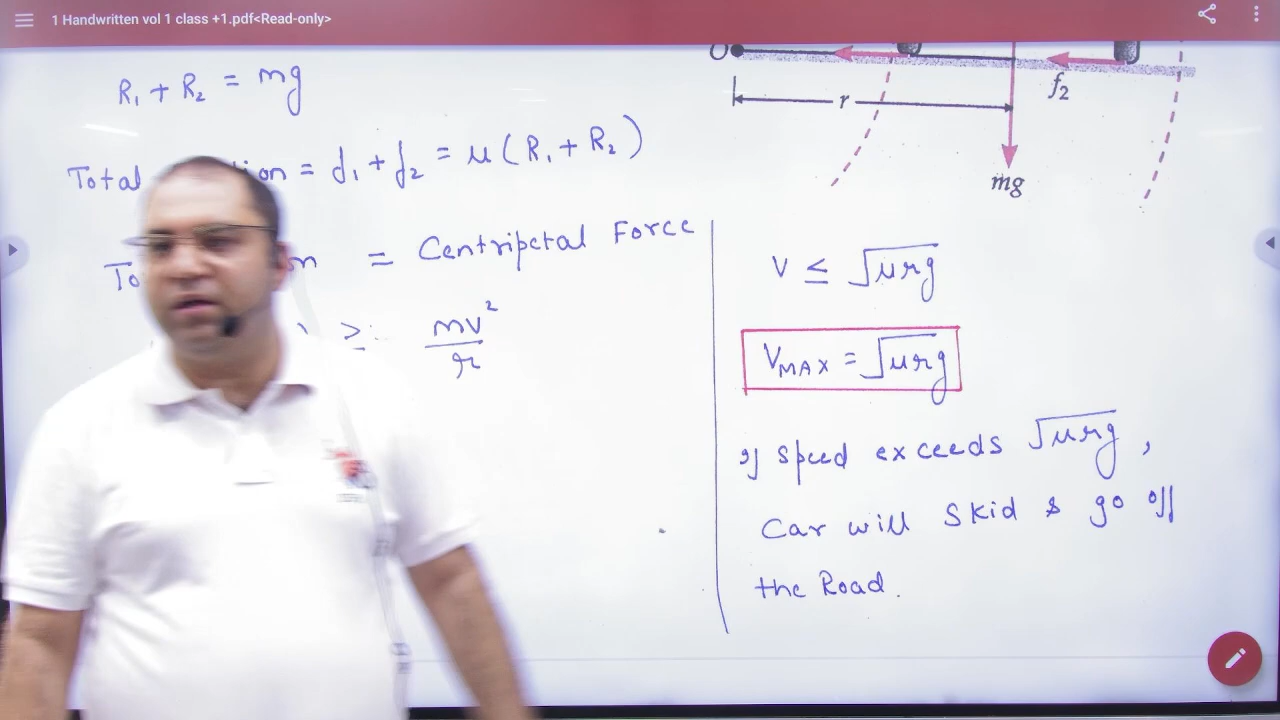 1 Handwritten vol 1 class +1.pdf<Read-only>
R₁ + R₂ = mg
Total ion = f₁ + f₂ = μ ( R₁ + R₂ )
= Centripetal Force
≥ mv²/r
O
r
f₂
mg
V ≤ √μrg
V_MAX = √μrg
If speed exceeds √μrg ,
Car will Skid & go off
the Road .